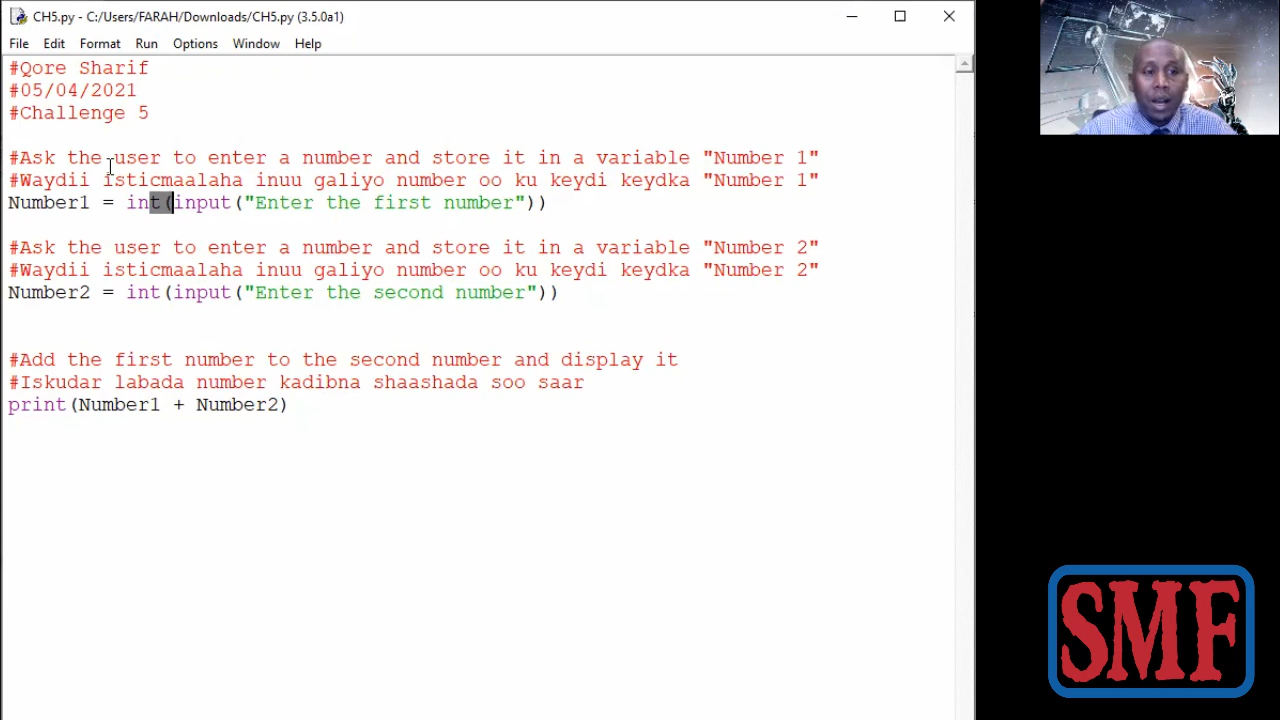 CH5.py - C:/Users/FARAH/Downloads/CH5.py (3.5.0a1)
File Edit Format Run Options Window Help
#Qore Sharif
#05/04/2021
#Challenge 5
#Ask the user to enter a number and store it in a variable "Number 1"
#Waydii isticmaalaha inuu galiyo number oo ku keydi keydka "Number 1"
Number1 = int(input("Enter the first number"))
#Ask the user to enter a number and store it in a variable "Number 2"
#Waydii isticmaalaha inuu galiyo number oo ku keydi keydka "Number 2"
Number2 = int(input("Enter the second number"))
#Add the first number to the second number and display it
#Iskudar labada number kadibna shaashada soo saar
print(Number1 + Number2)
SMF